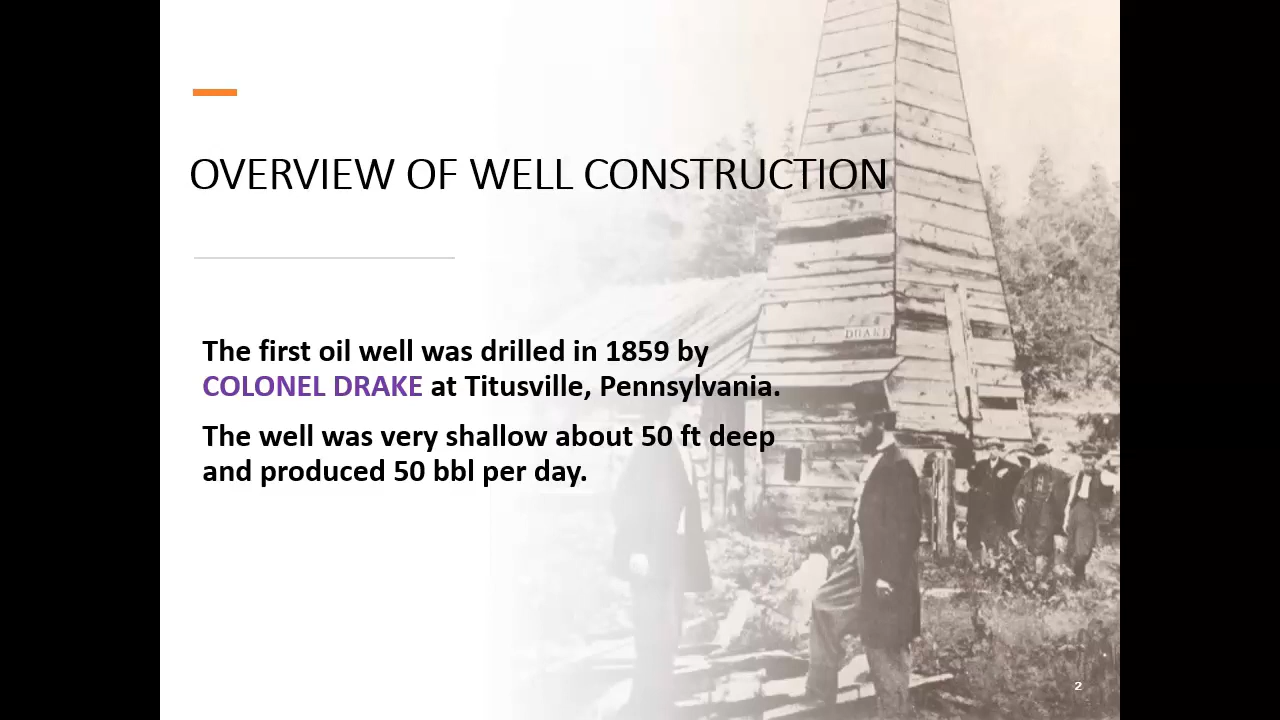 OVERVIEW OF WELL CONSTRUCTION
The first oil well was drilled in 1859 by
COLONEL DRAKE at Titusville, Pennsylvania.
The well was very shallow about 50 ft deep
and produced 50 bbl per day.
DRAKE
2